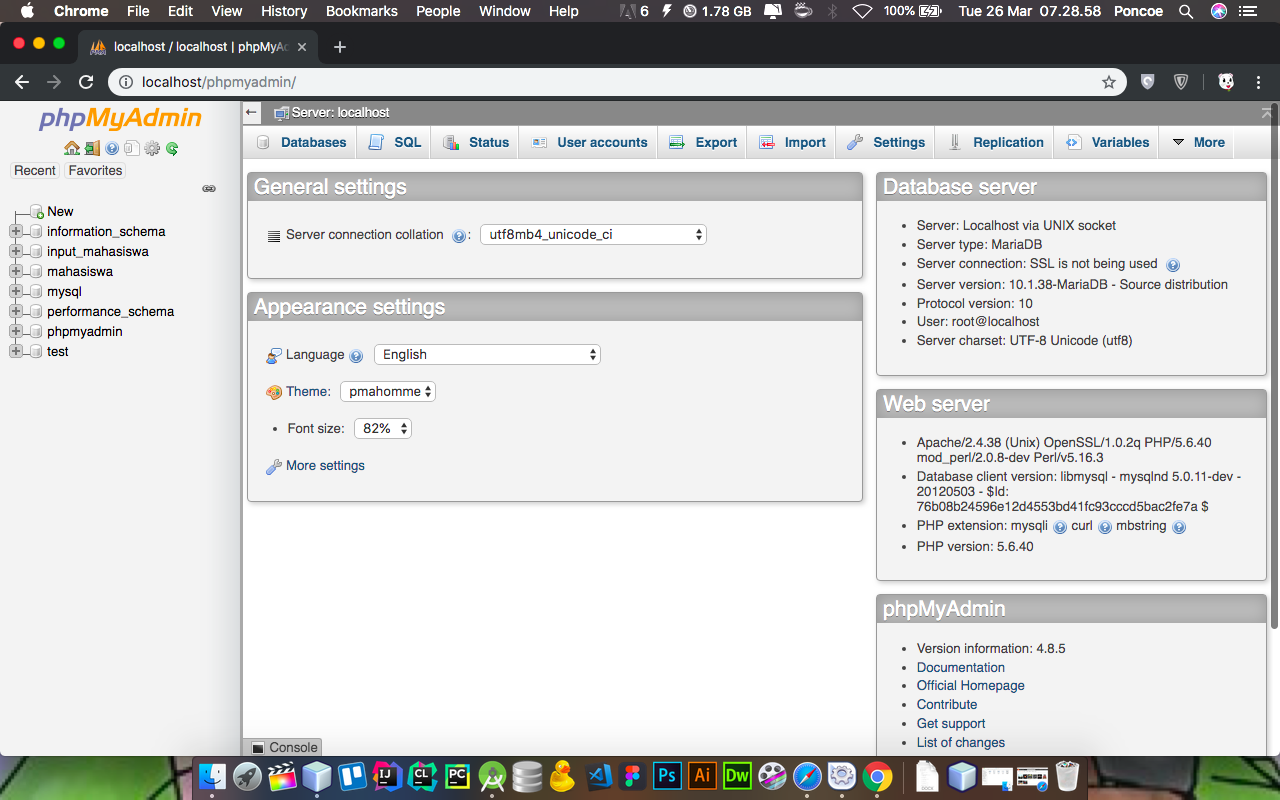 Chrome File Edit View History Bookmarks People Window Help 6 1.78 GB 100% Tue 26 Mar 07.28.58 Poncoe
localhost / localhost | phpMyAd
localhost/phpmyadmin/
phpMyAdmin
Recent Favorites
New
information_schema
input_mahasiswa
mahasiswa
mysql
performance_schema
phpmyadmin
test
Server: localhost
Databases SQL Status User accounts Export Import Settings Replication Variables More
General settings
Server connection collation : utf8mb4_unicode_ci
Appearance settings
Language English
Theme: pmahomme
• Font size: 82%
More settings
Database server
• Server: Localhost via UNIX socket
• Server type: MariaDB
• Server connection: SSL is not being used
• Server version: 10.1.38-MariaDB - Source distribution
• Protocol version: 10
• User: root@localhost
• Server charset: UTF-8 Unicode (utf8)
Web server
• Apache/2.4.38 (Unix) OpenSSL/1.0.2q PHP/5.6.40
mod_perl/2.0.8-dev Perl/v5.16.3
• Database client version: libmysql - mysqlnd 5.0.11-dev -
20120503 - $Id:
76b08b24596e12d4553bd41fc93cccd5bac2fe7a $
• PHP extension: mysqli curl mbstring
• PHP version: 5.6.40
phpMyAdmin
• Version information: 4.8.5
• Documentation
• Official Homepage
• Contribute
• Get support
• List of changes
Console
IJ CL PC Ps Ai Dw